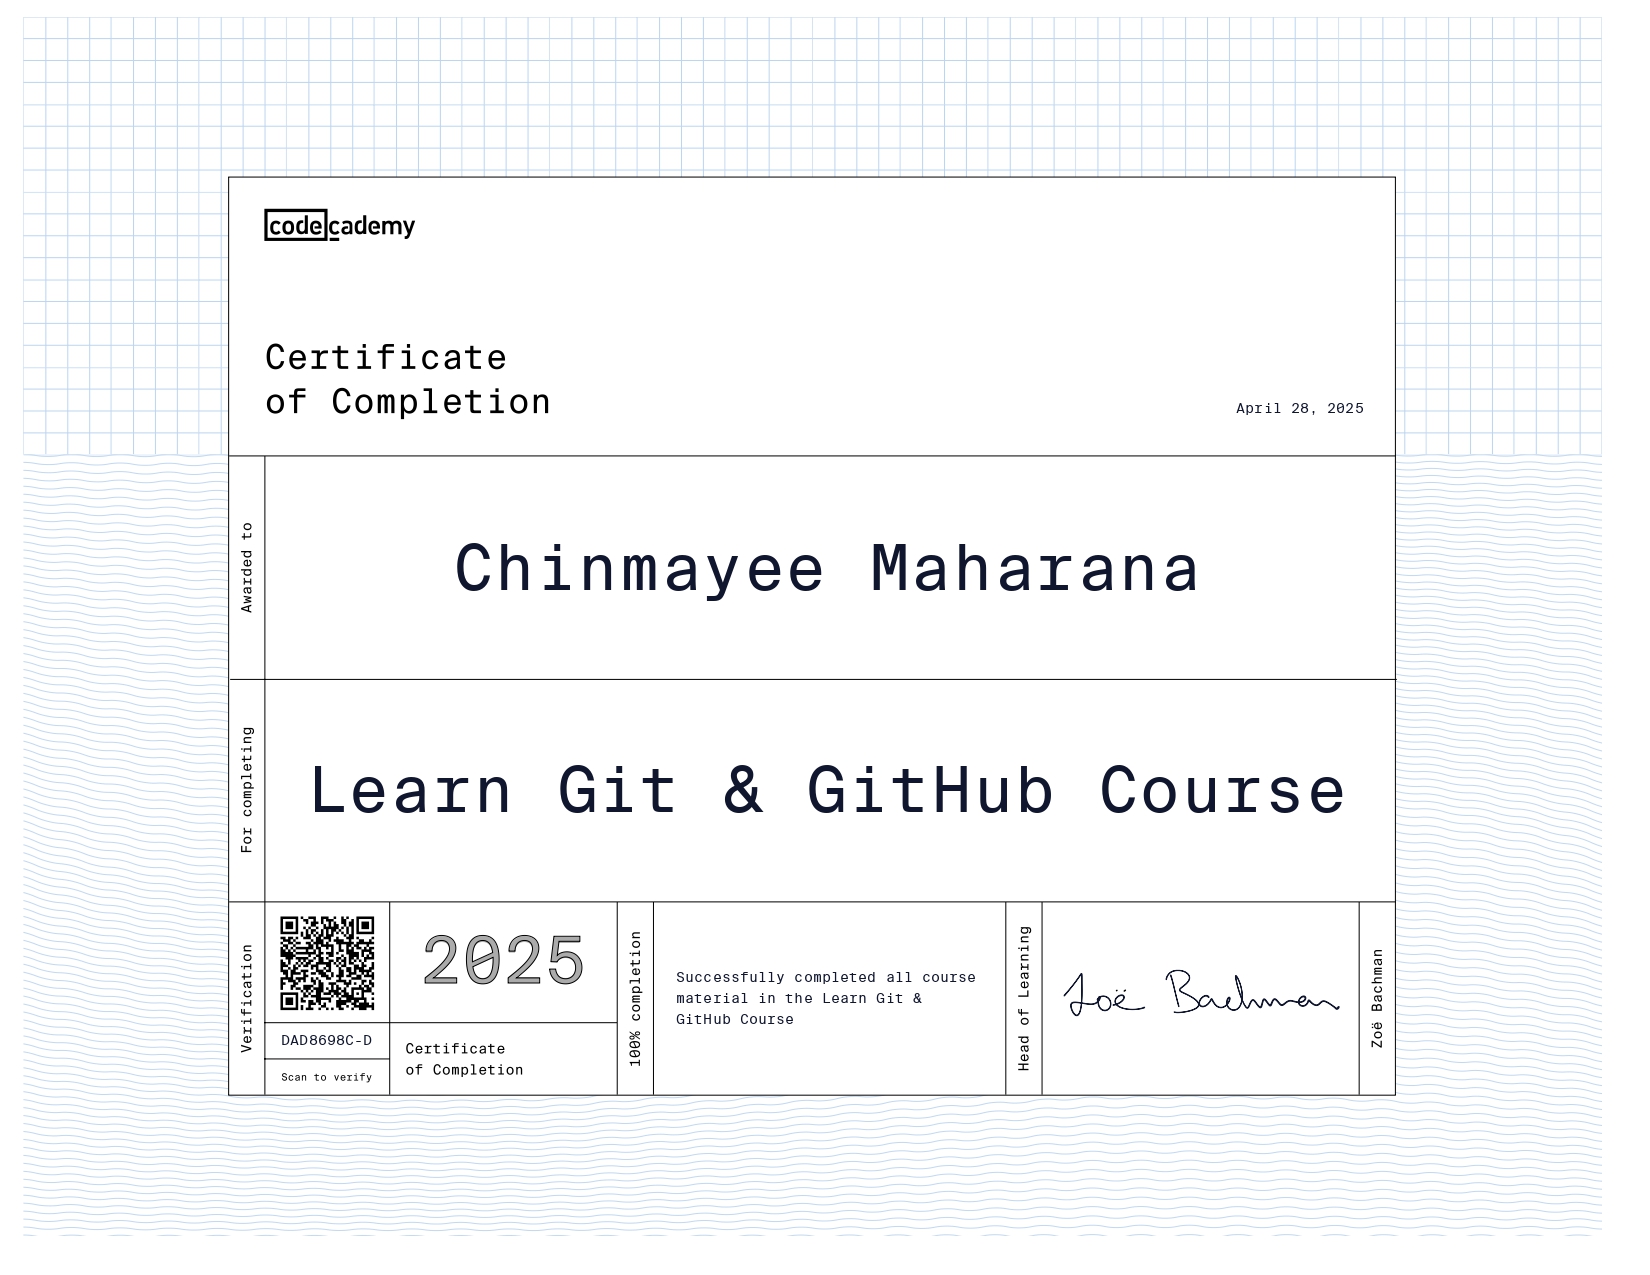 codecademy
Certificate
of Completion
April 28, 2025
Awarded to
Chinmayee Maharana
For completing
Learn Git & GitHub Course
Verification
DAD8698C-D
Scan to verify
2025
Certificate
of Completion
100% completion
Successfully completed all course
material in the Learn Git &
GitHub Course
Head of Learning
Zoë Bachman
Zoë Bachman